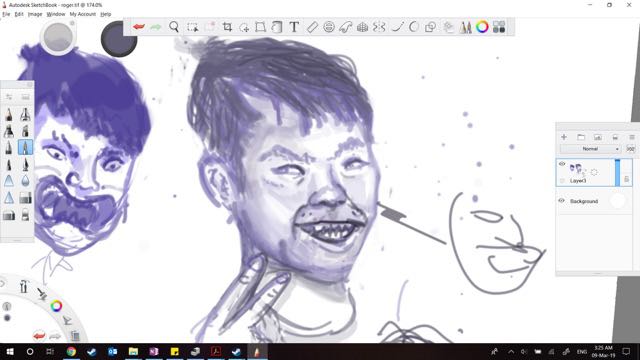 Autodesk SketchBook - roger.tif @ 174.0%
File Edit Image Window My Account Help
Normal
100
Layer3
Background
ENG
3:25 AM
09-Mar-19